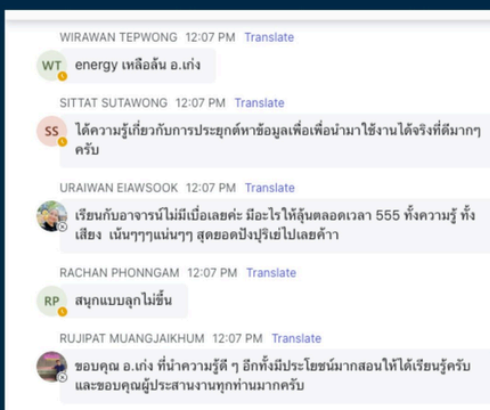 WIRAWAN TEPWONG 12:07 PM Translate
WT energy เหลือล้น อ.เก่ง
SITTAT SUTAWONG 12:07 PM Translate
SS ได้ความรู้เกี่ยวกับการประยุกต์หาข้อมูลเพื่อเพื่อนำมาใช้งานได้จริงที่ดีมากๆ
ครับ
URAIWAN EIAWSOOK 12:07 PM Translate
เรียนกับอาจารน์ไม่มีเบื่อเลยค่ะ มีอะไรให้ลุ้นตลอดเวลา 555 ทั้งความรู้ ทั้ง
เสียง เน้นๆๆๆแน่นๆๆ สุดยอดปังปุริเย่ไปเลยค้าา
RACHAN PHONNGAM 12:07 PM Translate
RP สนุกแบบลุกไม่ขึ้น
RUJIPAT MUANGJAIKHUM 12:07 PM Translate
ขอบคุณ อ.เก่ง ที่นำความรู้ดี ๆ อีกทั้งมีประโยชน์มากสอนให้ได้เรียนรู้ครับ
และขอบคุณผู้ประสานงานทุกท่านมากครับ